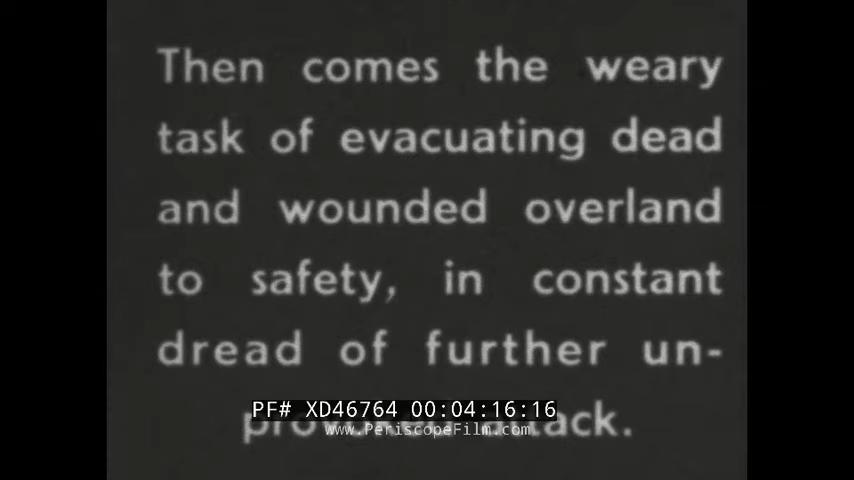 Then comes the weary
task of evacuating dead
and wounded overland
to safety, in constant
dread of further un-
PF# XD46764 00:04:16:16
www.PeriscopeFilm.com